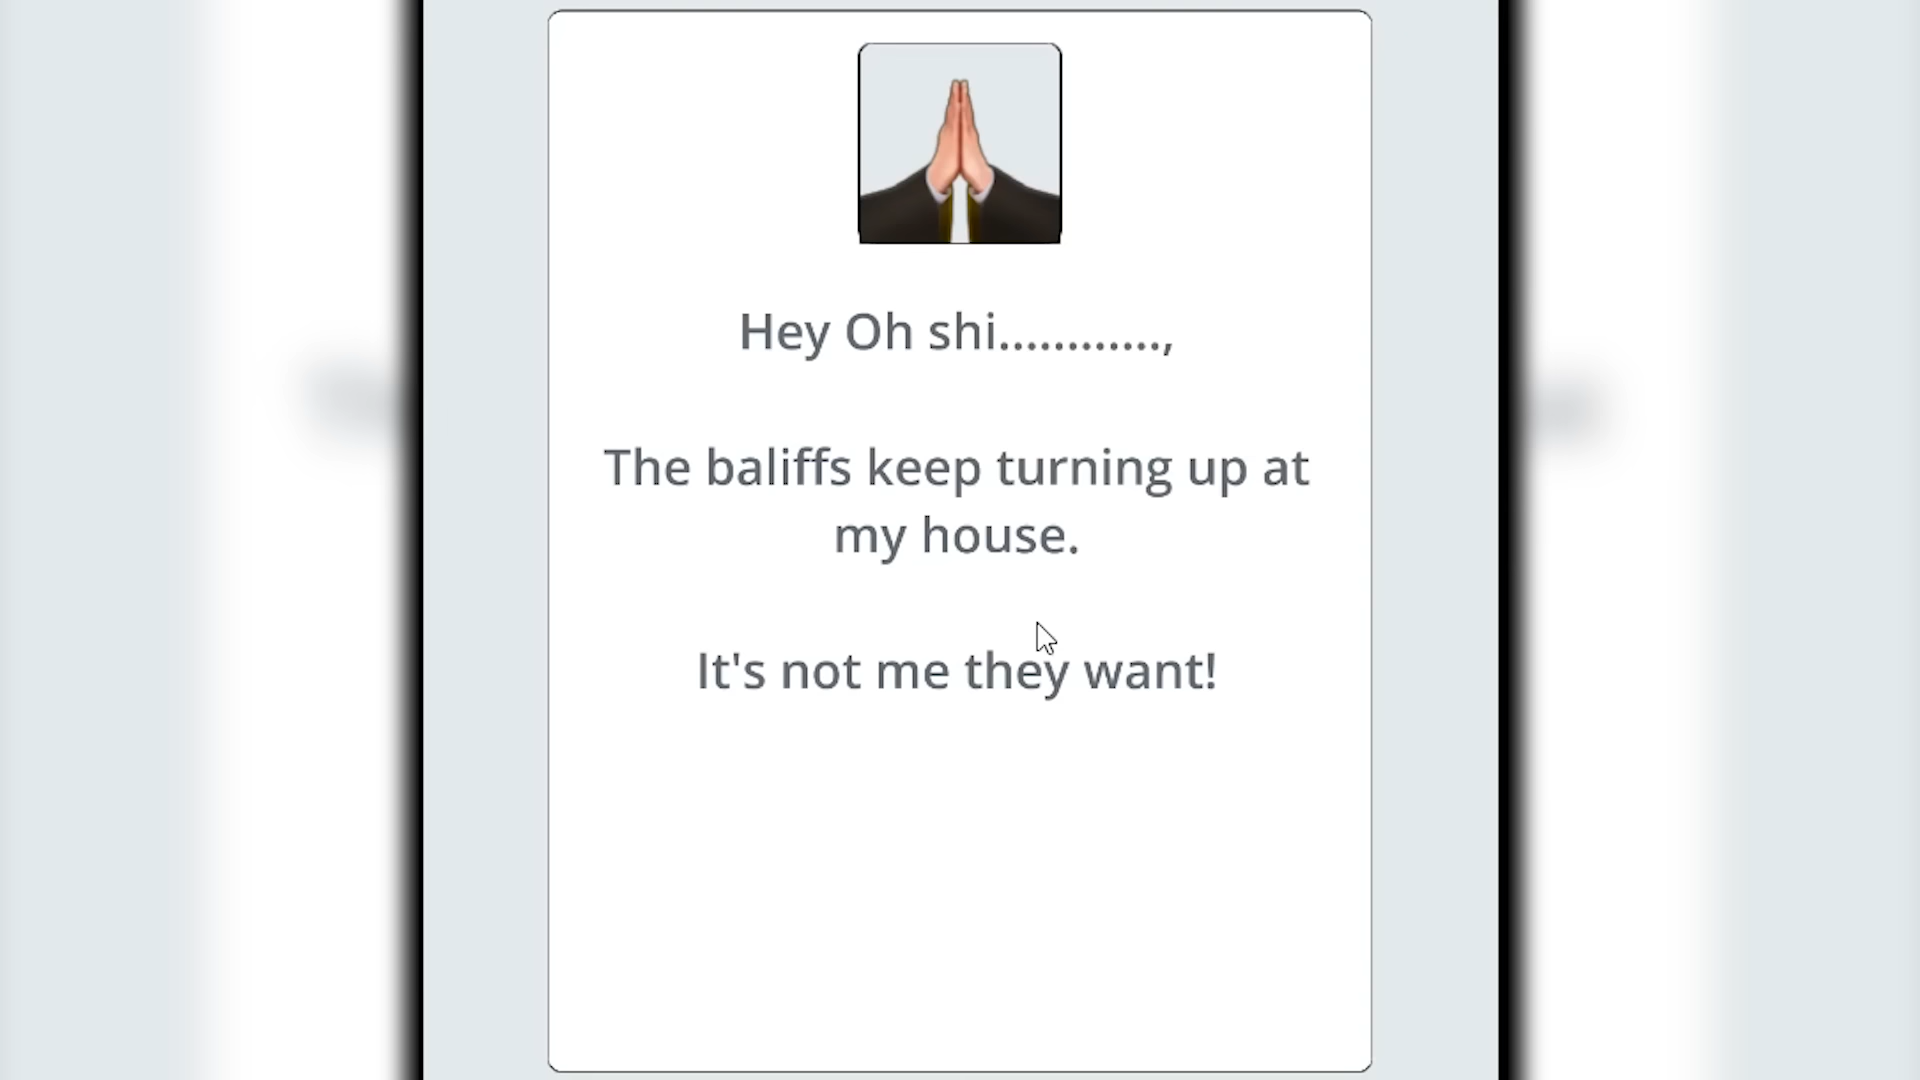 Hey Oh shi............,
The baliffs keep turning up at
my house.
It's not me they want!